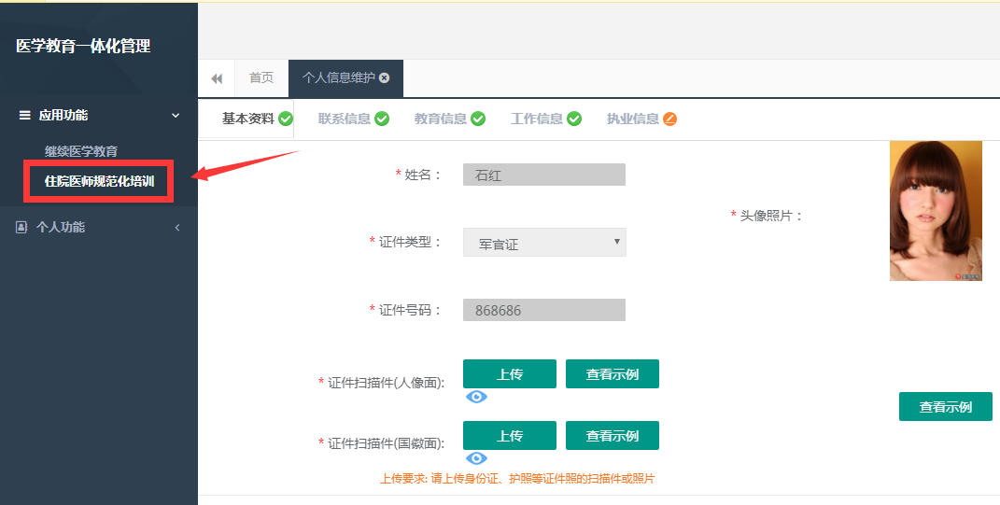 医学教育一体化管理
首页
个人信息维护
应用功能
基本资料
联系信息
教育信息
工作信息
执业信息
继续医学教育
住院医师规范化培训
个人功能
* 姓名：
石红
* 头像照片：
* 证件类型：
军官证
* 证件号码：
868686
* 证件扫描件(人像面):
上传
查看示例
查看示例
* 证件扫描件(国徽面):
上传
查看示例
上传要求: 请上传身份证、护照等证件照的扫描件或照片